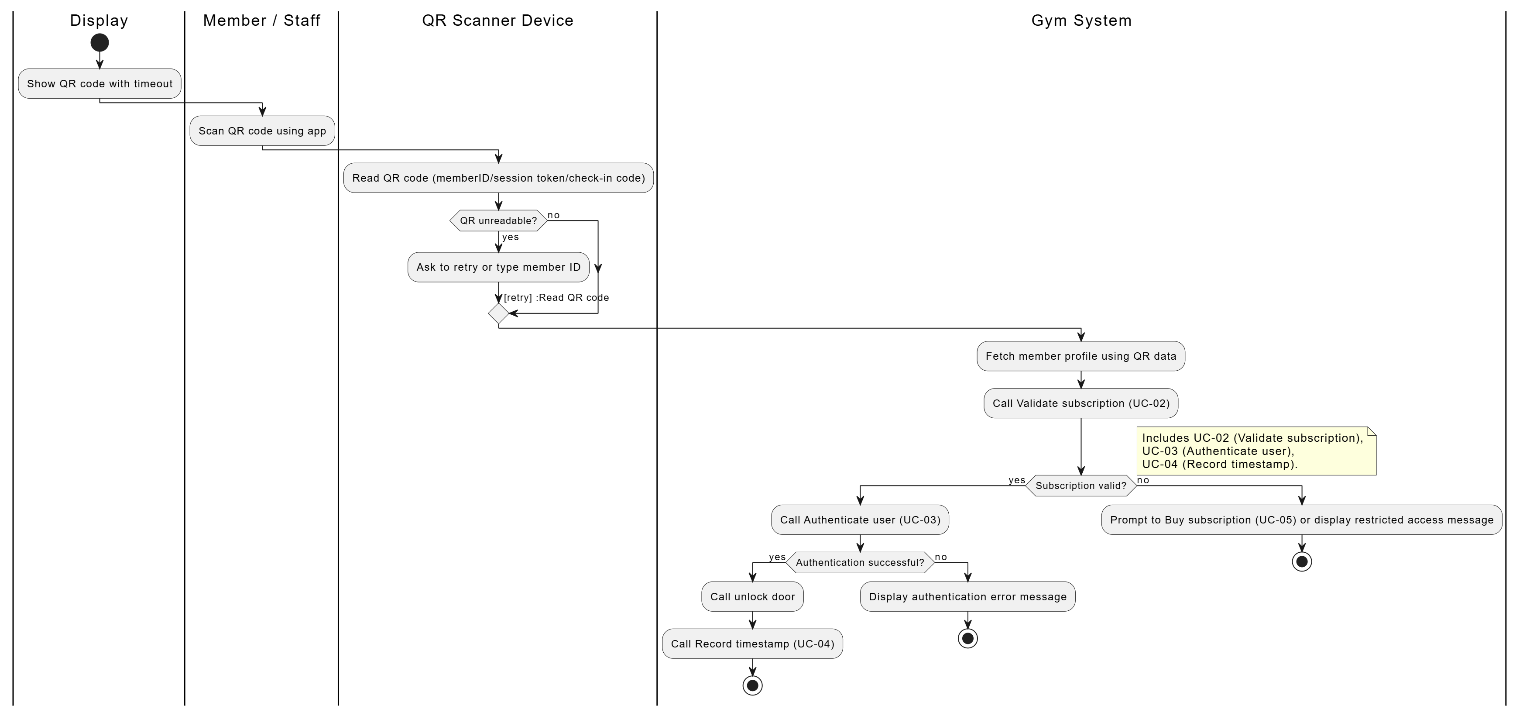 Display
Member / Staff
QR Scanner Device
Gym System
Show QR code with timeout
Scan QR code using app
Read QR code (memberID/session token/check-in code)
QR unreadable?
no
yes
Ask to retry or type member ID
[retry] :Read QR code
Fetch member profile using QR data
Call Validate subscription (UC-02)
Includes UC-02 (Validate subscription),
UC-03 (Authenticate user),
UC-04 (Record timestamp).
yes
Subscription valid?
no
Call Authenticate user (UC-03)
Prompt to Buy subscription (UC-05) or display restricted access message
yes
Authentication successful?
no
Call unlock door
Display authentication error message
Call Record timestamp (UC-04)